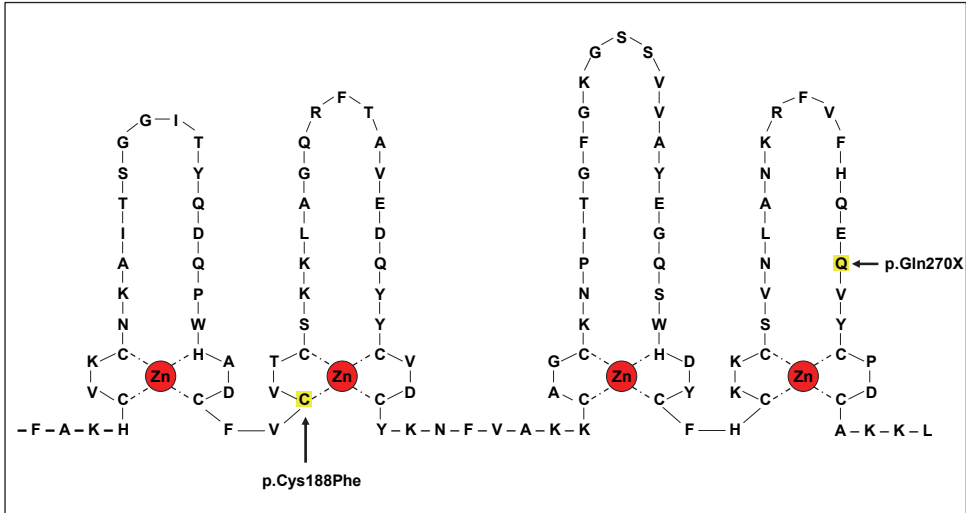 S
G S
K V
F F
R T G V R V
G I
G T Q A F A K F
S Y G V G Y N H
T Q A E T E A Q
I D L D I G L E
A Q K Q P Q N Q p.Gln270X
K P K Y N S V V
N W S Y K W S Y
K C H A T C C V G C H D K C C P
Zn Zn Zn Zn
V C D V C C D A C C Y K C C D
F A K H F V Y K N F V A K K F H A K K L
p.Cys188Phe